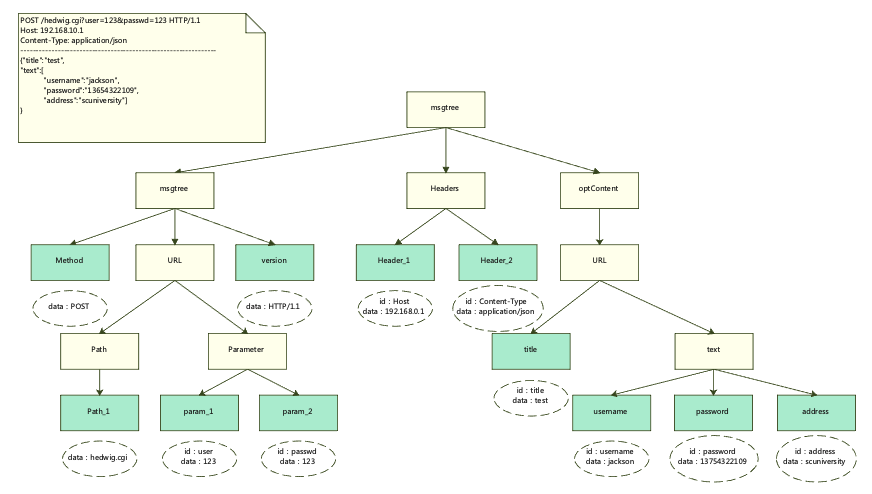 POST /hedwig.cgi?user=123&passwd=123 HTTP/1.1
Host: 192.168.10.1
Content-Type: application/json
------------------------------------------------------------
{"title":"test",
"text":[
"username":"jackson",
"password":"13654322109",
"address":"scuniversity"]
}
msgtree
msgtree
Headers
optContent
Method
URL
version
Header_1
Header_2
URL
data : POST
data : HTTP/1.1
id : Host
data : 192.168.0.1
id : Content-Type
data : application/json
Path
Parameter
title
text
id : title
data : test
Path_1
param_1
param_2
username
password
address
data : hedwig.cgi
id : user
data : 123
id : passwd
data : 123
id : username
data : jackson
id : password
data : 13754322109
id : address
data : scuniversity